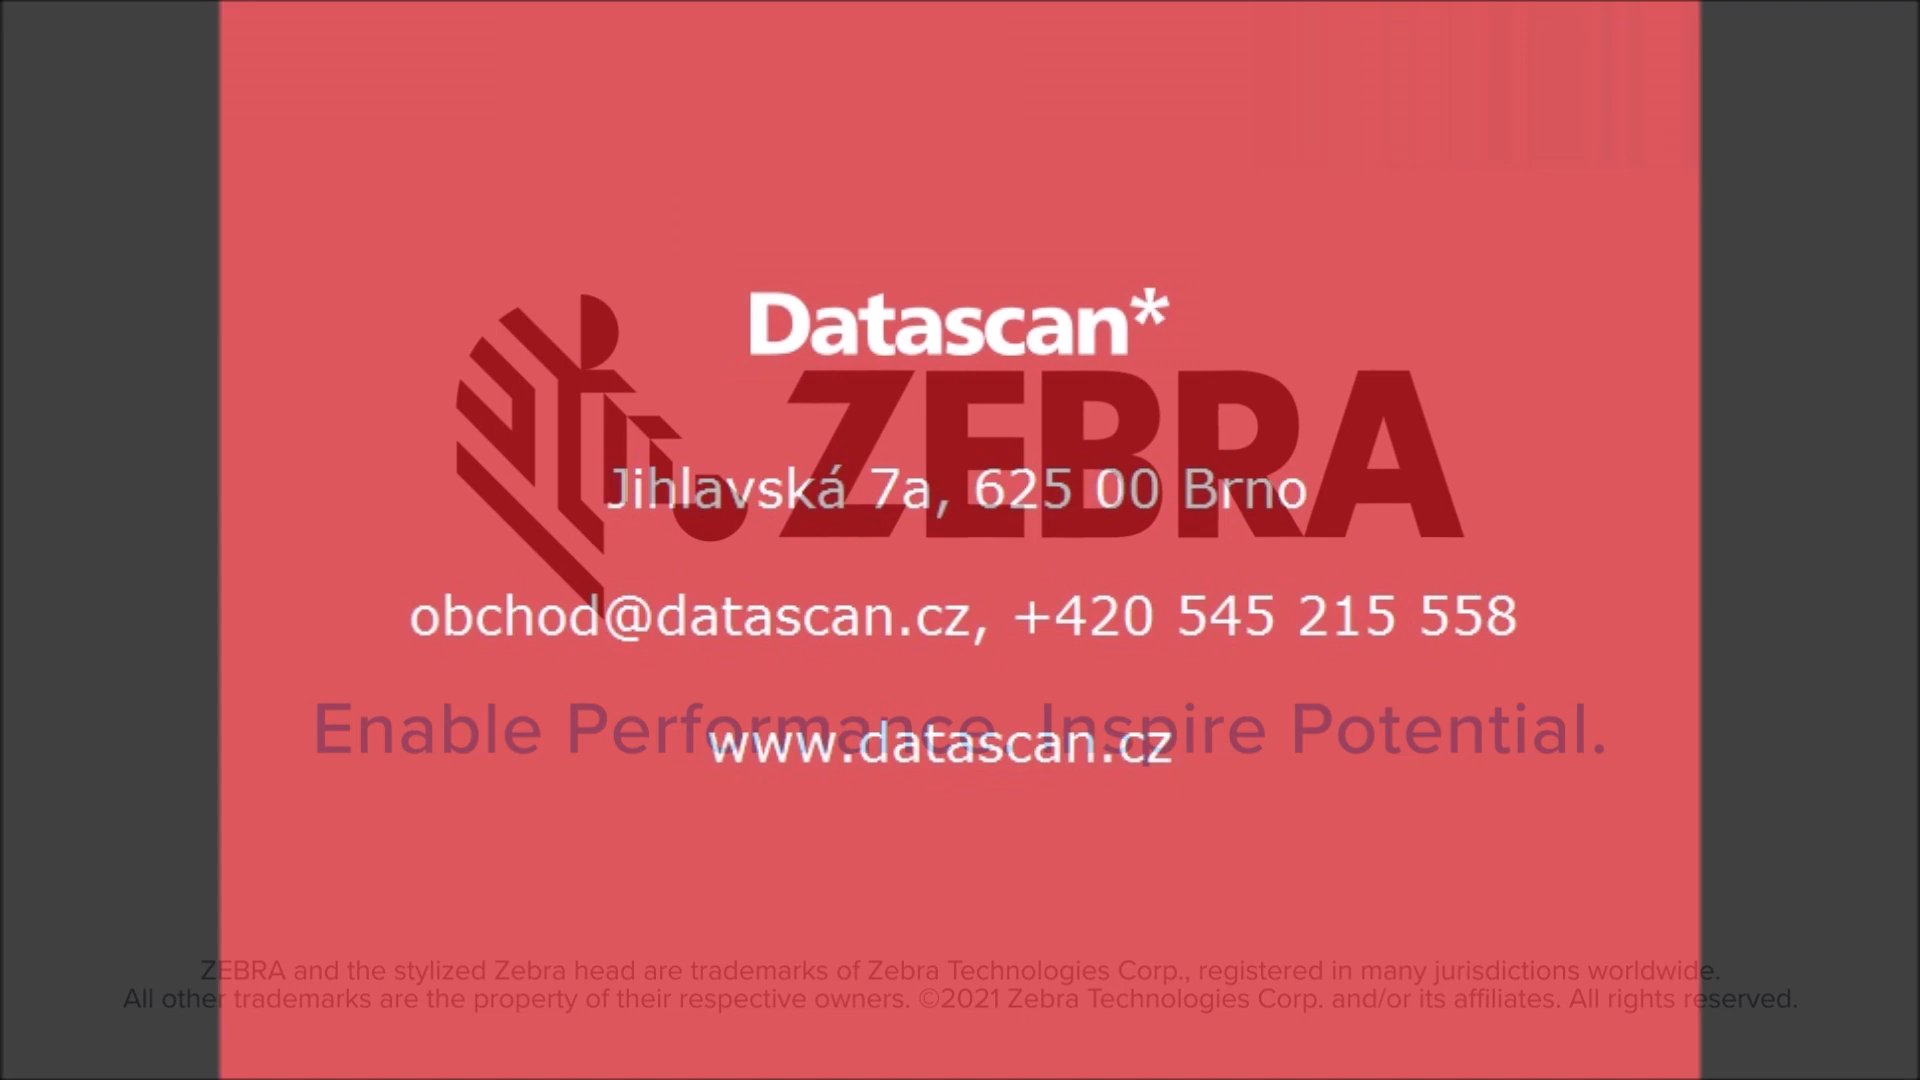 Datascan*
ZEBRA
Jihlavská 7a, 625 00 Brno
obchod@datascan.cz, +420 545 215 558
Enable Performance. Inspire Potential.
www.datascan.cz
ZEBRA and the stylized Zebra head are trademarks of Zebra Technologies Corp., registered in many jurisdictions worldwide.
All other trademarks are the property of their respective owners. ©2021 Zebra Technologies Corp. and/or its affiliates. All rights reserved.